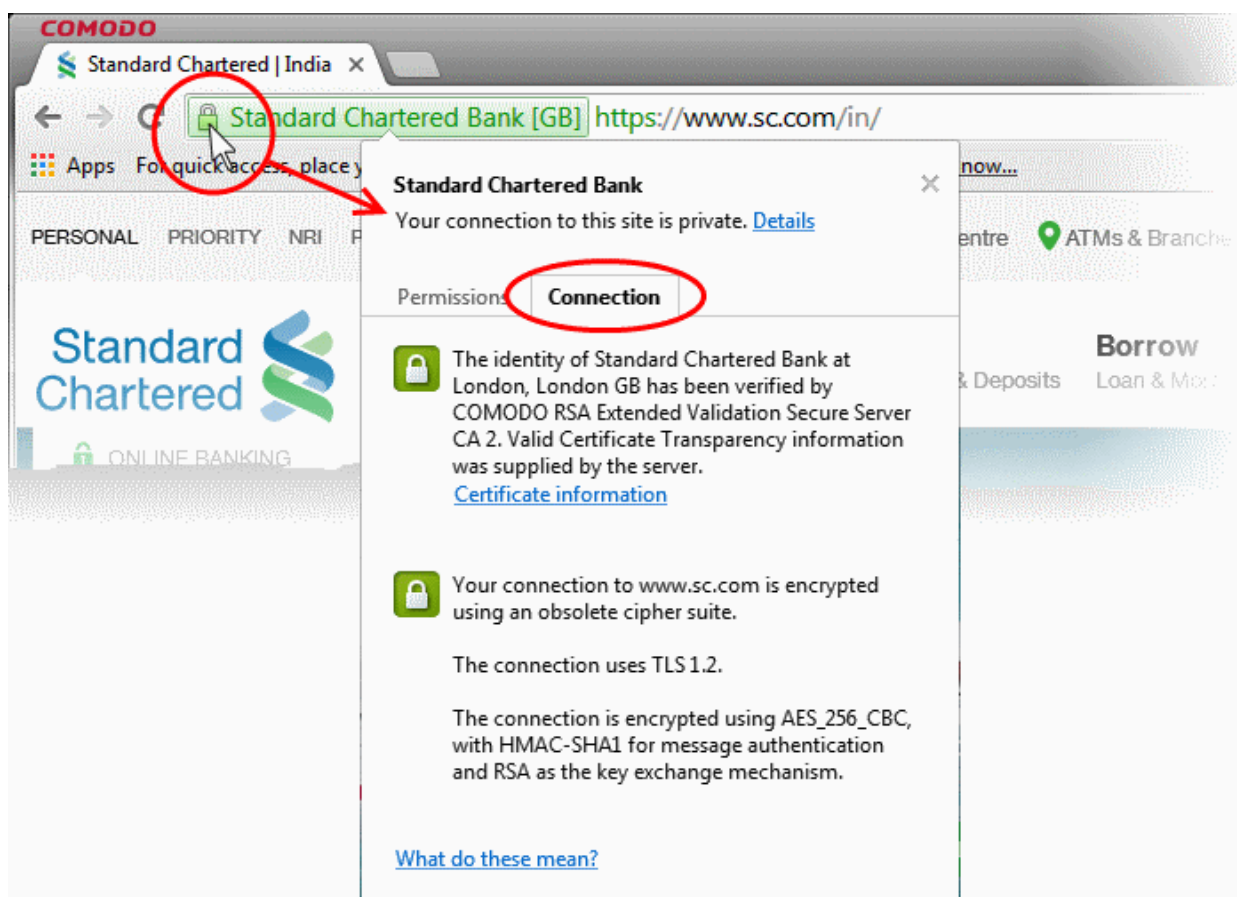 COMODO
Standard Chartered | India
Standard Chartered Bank [GB] https://www.sc.com/in/
Apps For quick access, place y
now...
Standard Chartered Bank
Your connection to this site is private. Details
PERSONAL PRIORITY NRI
entre ATMs & Branche
Permissions Connection
Standard
Chartered
The identity of Standard Chartered Bank at
London, London GB has been verified by
COMODO RSA Extended Validation Secure Server
CA 2. Valid Certificate Transparency information
was supplied by the server.
Certificate information
Borrow
& Deposits Loan &
ONLINE BANKING
Your connection to www.sc.com is encrypted
using an obsolete cipher suite.
The connection uses TLS 1.2.
The connection is encrypted using AES_256_CBC,
with HMAC-SHA1 for message authentication
and RSA as the key exchange mechanism.
What do these mean?